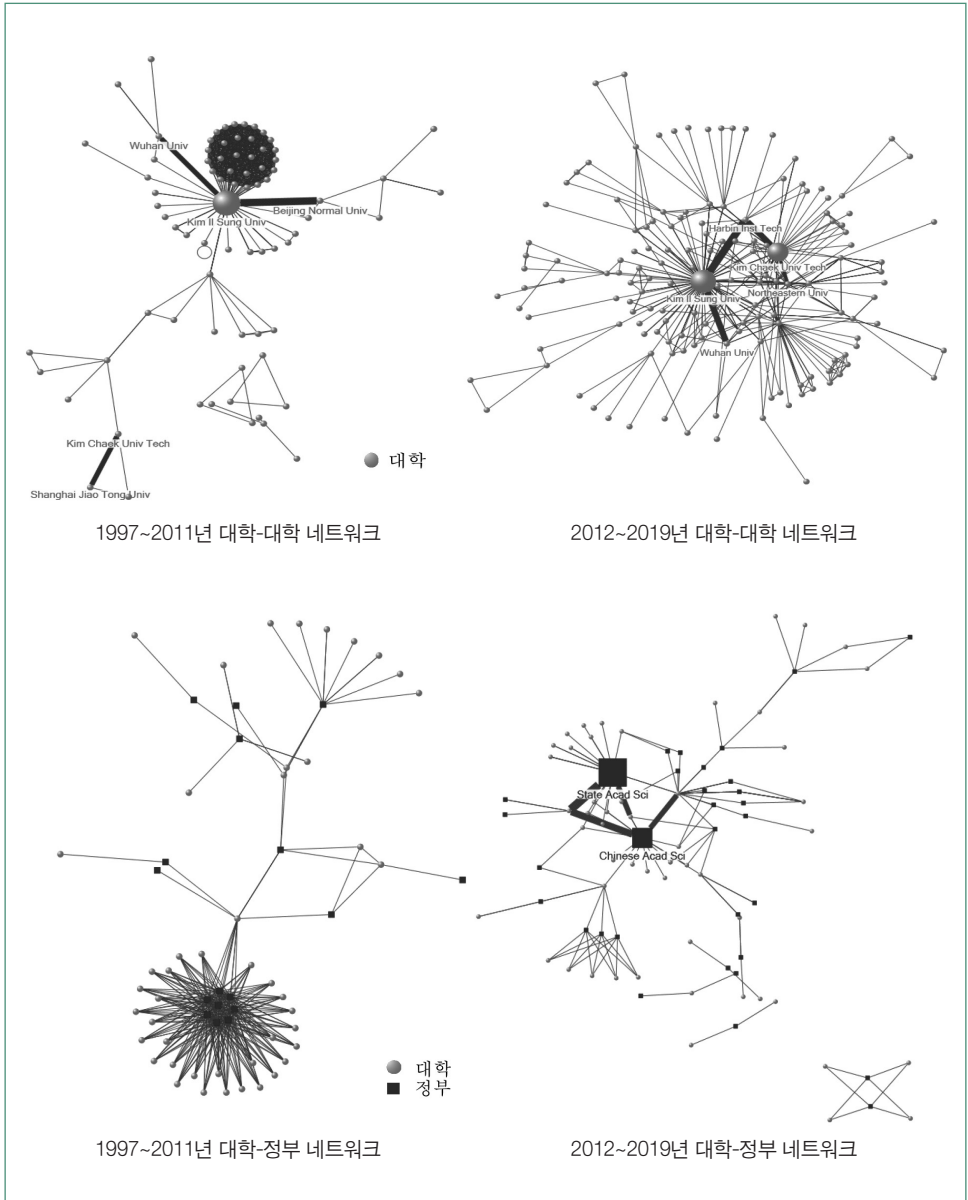 Wuhan Univ
Kim Il Sung Univ
Beijing Normal Univ
Kim Chaek Univ Tech
Shanghai Jiao Tong Univ
대학
1997~2011년 대학-대학 네트워크
Harbin Inst Tech
Kim Chaek Univ Tech
Kim Il Sung Univ
Northeastern Univ
Wuhan Univ
2012~2019년 대학-대학 네트워크
대학
정부
1997~2011년 대학-정부 네트워크
State Acad Sci
Chinese Acad Sci
2012~2019년 대학-정부 네트워크